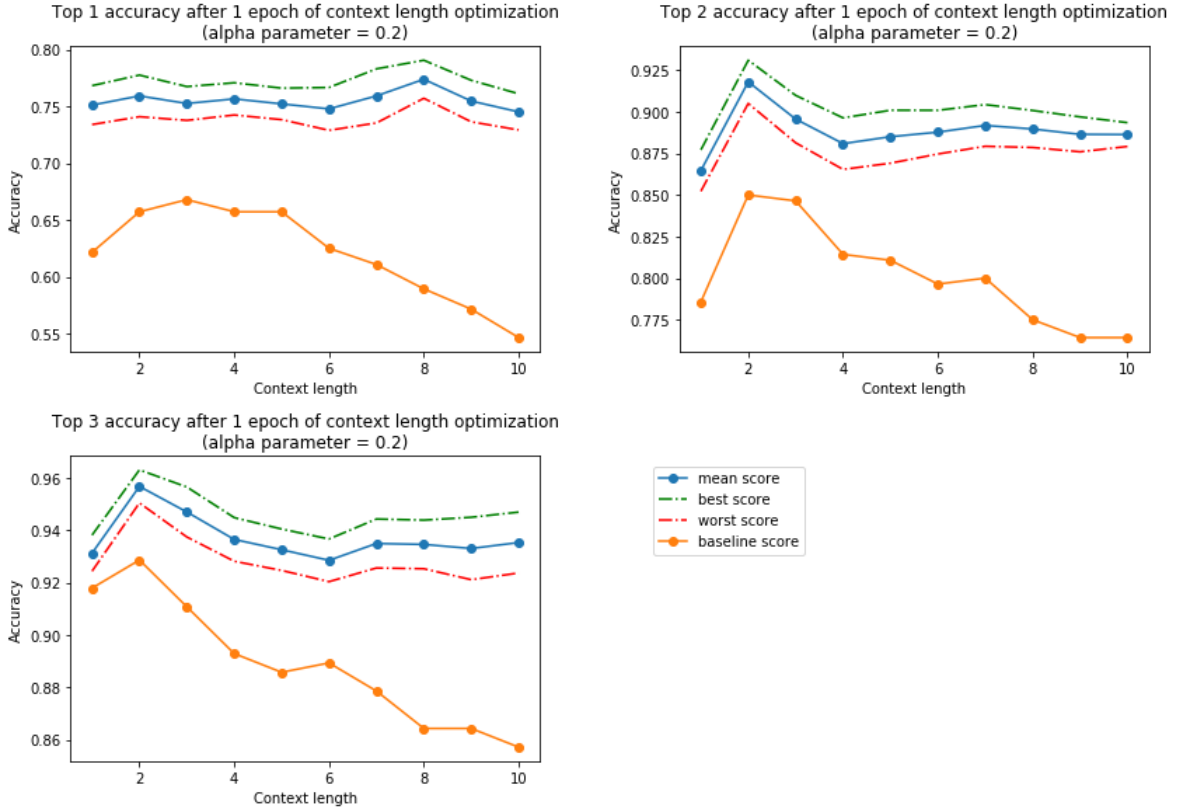 Top 1 accuracy after 1 epoch of context length optimization
(alpha parameter = 0.2)
0.80
0.75
0.70
0.65
0.60
0.55
Accuracy
2 4 6 8 10
Context length
Top 2 accuracy after 1 epoch of context length optimization
(alpha parameter = 0.2)
0.925
0.900
0.875
0.850
0.825
0.800
0.775
Accuracy
2 4 6 8 10
Context length
Top 3 accuracy after 1 epoch of context length optimization
(alpha parameter = 0.2)
0.96
0.94
0.92
0.90
0.88
0.86
Accuracy
2 4 6 8 10
Context length
mean score
best score
worst score
baseline score